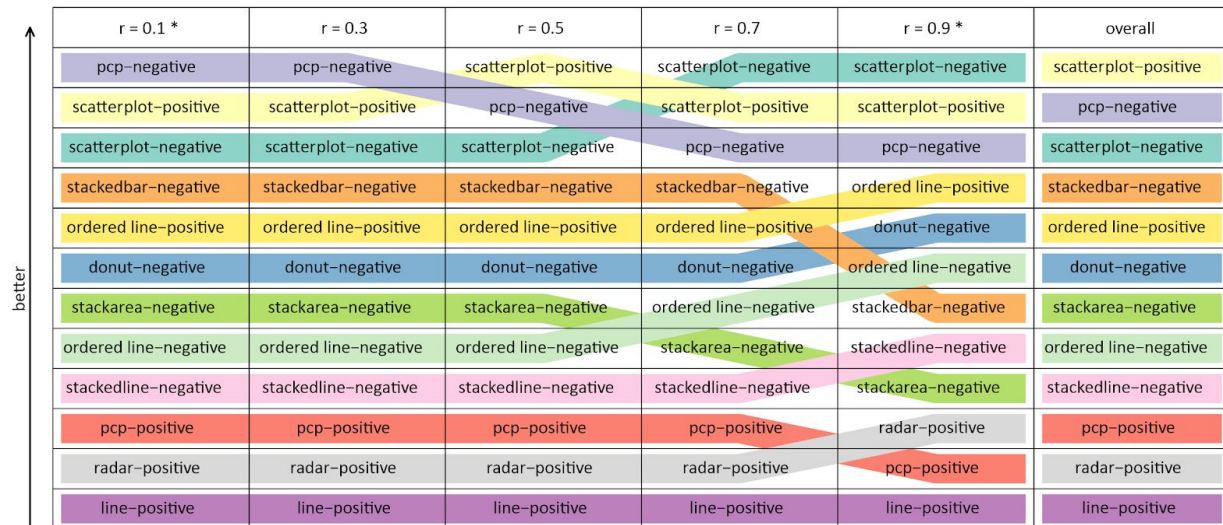 r = 0.1 * r = 0.3 r = 0.5 r = 0.7 r = 0.9 * overall
pcp–negative pcp–negative scatterplot–positive scatterplot–negative scatterplot–negative scatterplot–positive
scatterplot–positive scatterplot–positive pcp–negative scatterplot–positive scatterplot–positive pcp–negative
scatterplot–negative scatterplot–negative scatterplot–negative pcp–negative pcp–negative scatterplot–negative
stackedbar–negative stackedbar–negative stackedbar–negative stackedbar–negative ordered line–positive stackedbar–negative
ordered line–positive ordered line–positive ordered line–positive ordered line–positive donut–negative ordered line–positive
donut–negative donut–negative donut–negative donut–negative ordered line–negative donut–negative
stackarea–negative stackarea–negative stackarea–negative ordered line–negative stackedbar–negative stackarea–negative
ordered line–negative ordered line–negative ordered line–negative stackarea–negative stackedline–negative ordered line–negative
stackedline–negative stackedline–negative stackedline–negative stackedline–negative stackarea–negative stackedline–negative
pcp–positive pcp–positive pcp–positive pcp–positive radar–positive pcp–positive
radar–positive radar–positive radar–positive radar–positive pcp–positive radar–positive
line–positive line–positive line–positive line–positive line–positive line–positive
better